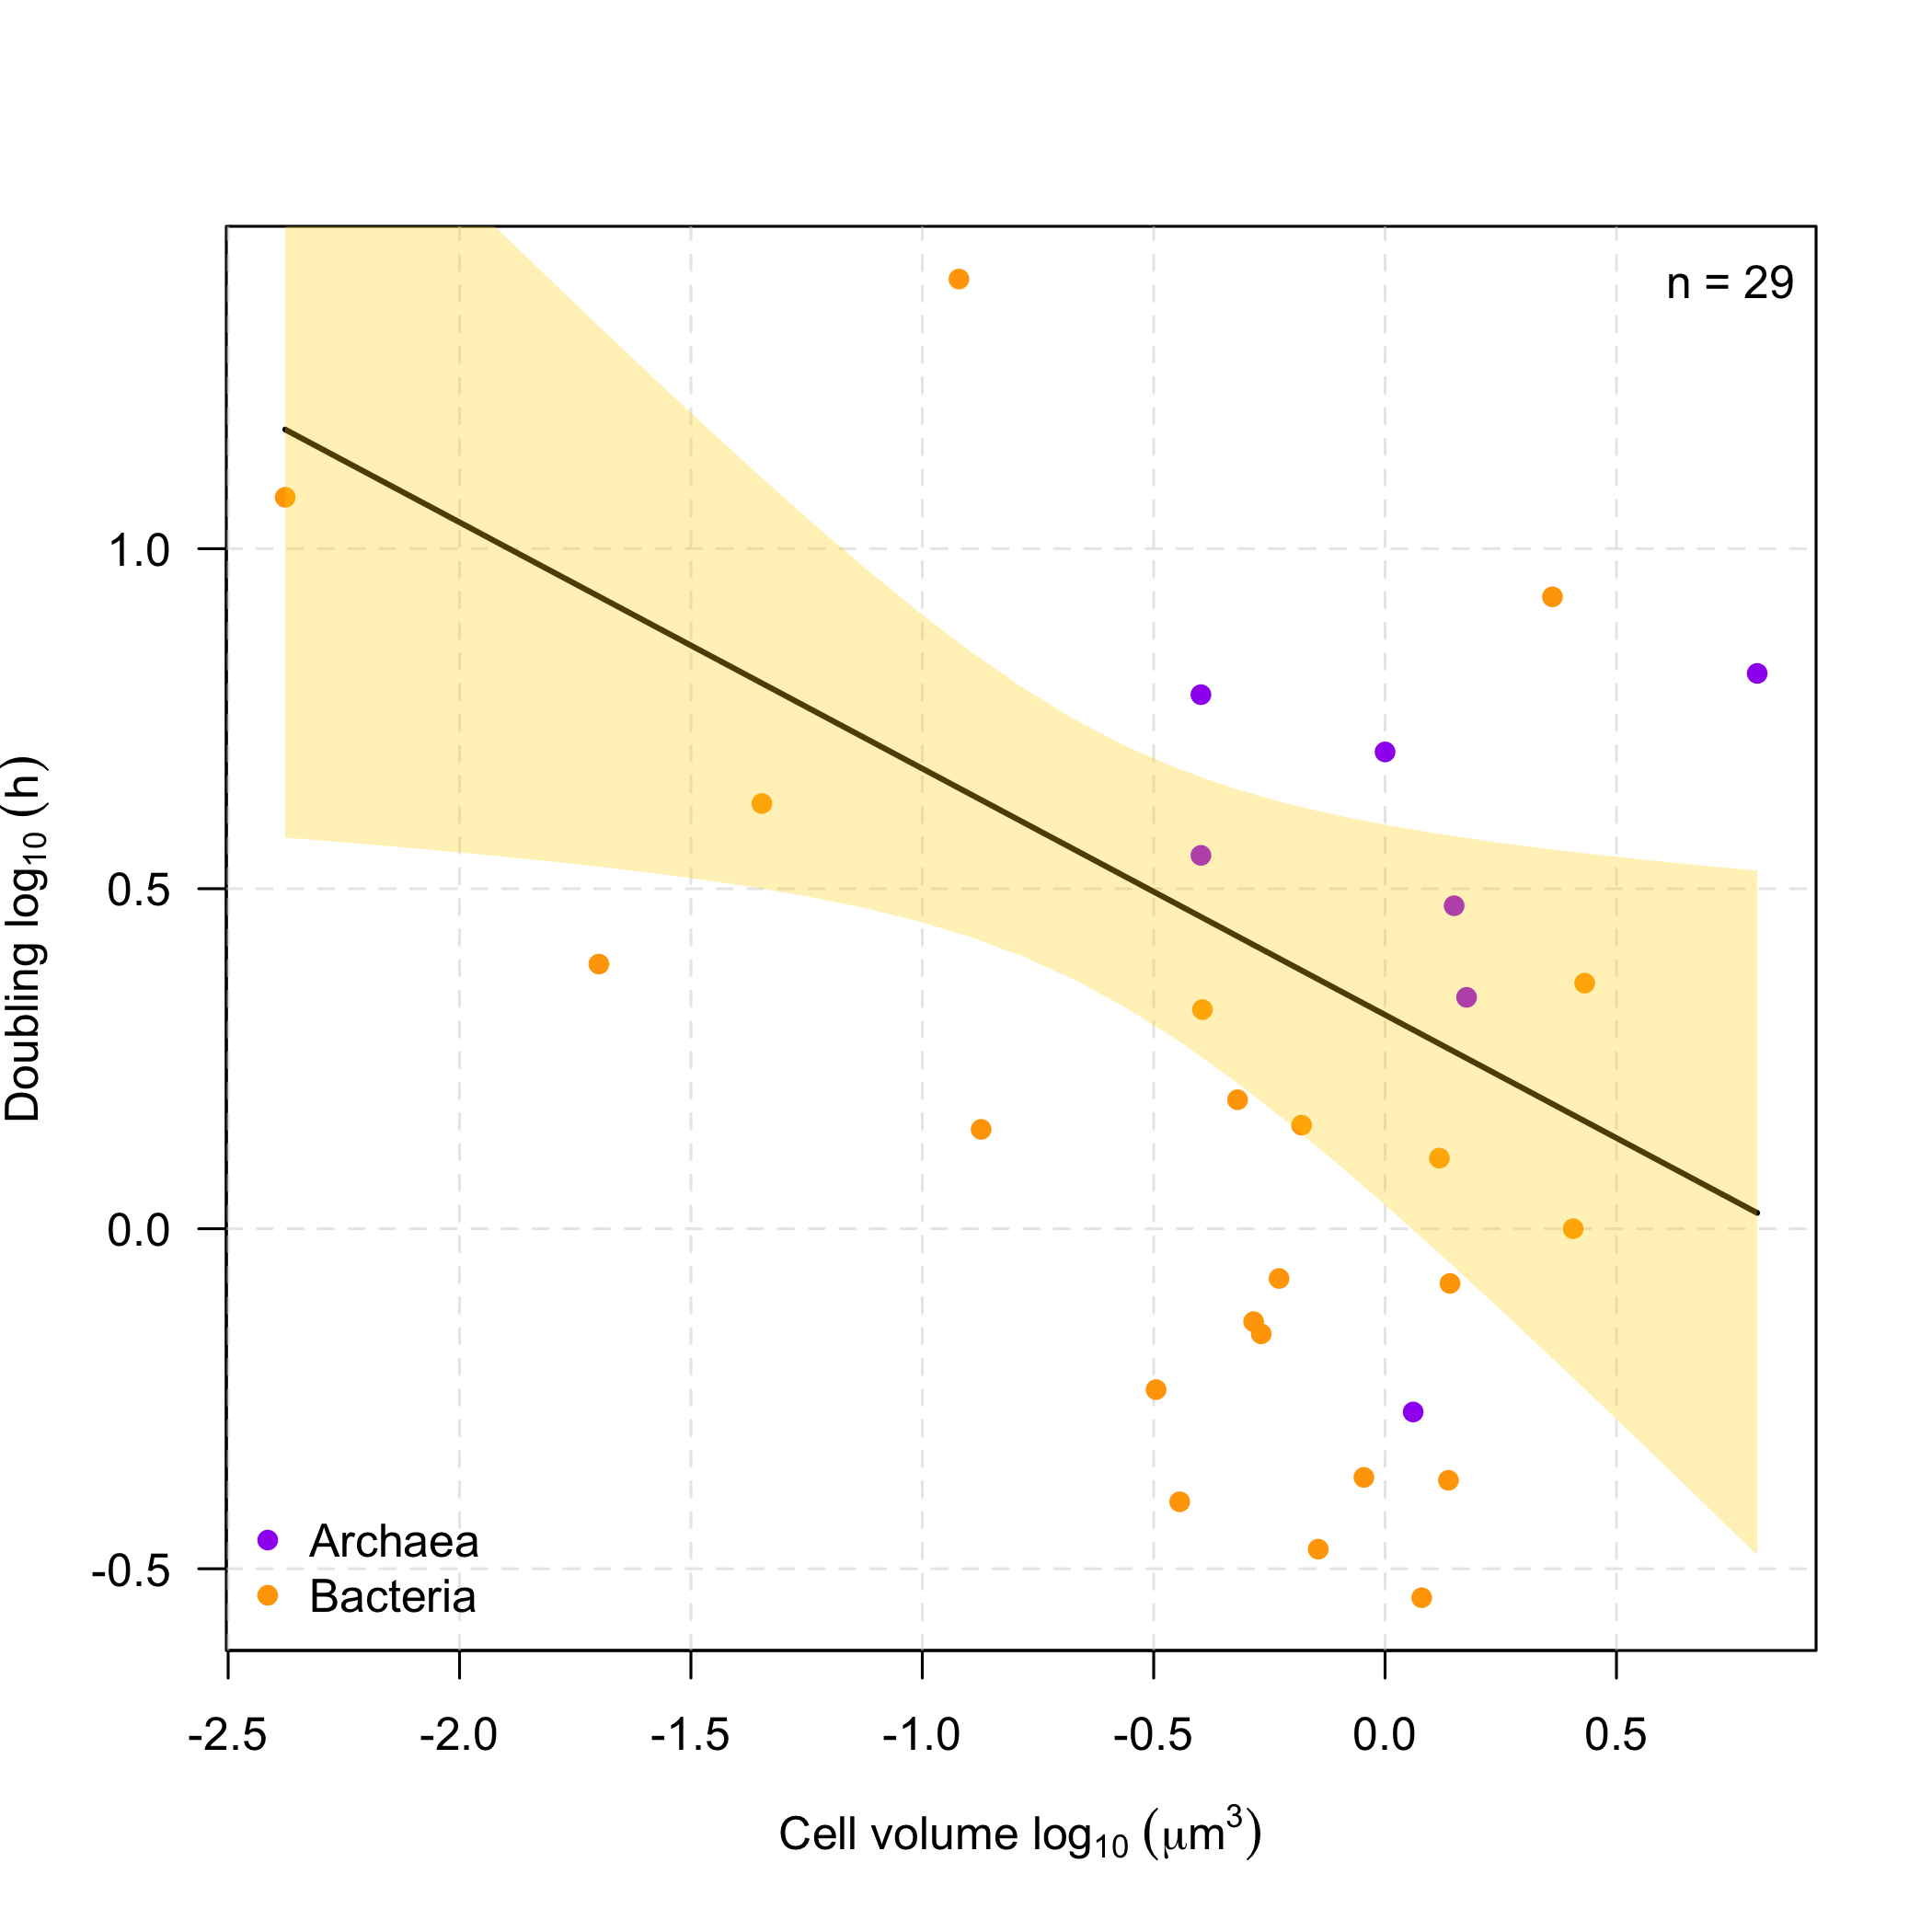 n = 29
Doubling log₁₀ (h)
1.0
0.5
0.0
-0.5
Archaea
Bacteria
-2.5 -2.0 -1.5 -1.0 -0.5 0.0 0.5
Cell volume log₁₀ (μm³)